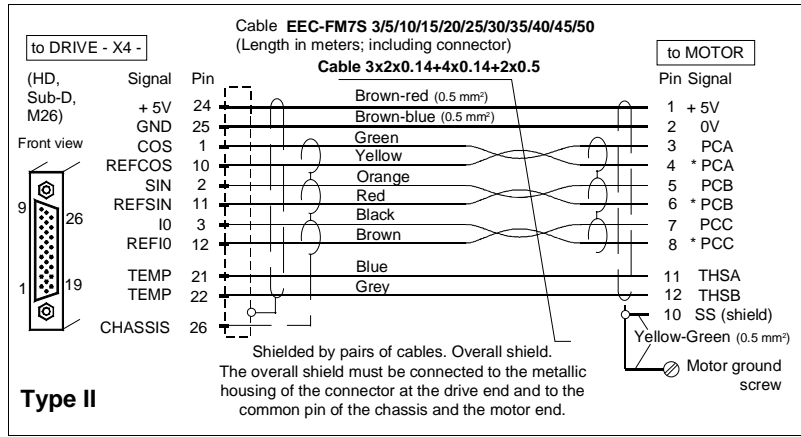 Cable EEC-FM7S 3/5/10/15/20/25/30/35/40/45/50
(Length in meters; including connector)
Cable 3x2x0.14+4x0.14+2x0.5
to DRIVE - X4 -
to MOTOR
(HD,
Sub-D,
M26)
Front view
9
26
1
19
Signal Pin
Pin Signal
+ 5V 24 Brown-red (0.5 mm²) 1 + 5V
GND 25 Brown-blue (0.5 mm²) 2 0V
COS 1 Green 3 PCA
REFCOS 10 Yellow 4 * PCA
SIN 2 Orange 5 PCB
REFSIN 11 Red 6 * PCB
I0 3 Black 7 PCC
REFI0 12 Brown 8 * PCC
TEMP 21 Blue 11 THSA
TEMP 22 Grey 12 THSB
10 SS (shield)
CHASSIS 26
Yellow-Green (0.5 mm²)
Motor ground
screw
Shielded by pairs of cables. Overall shield.
The overall shield must be connected to the metallic
housing of the connector at the drive end and to the
common pin of the chassis and the motor end.
Type II